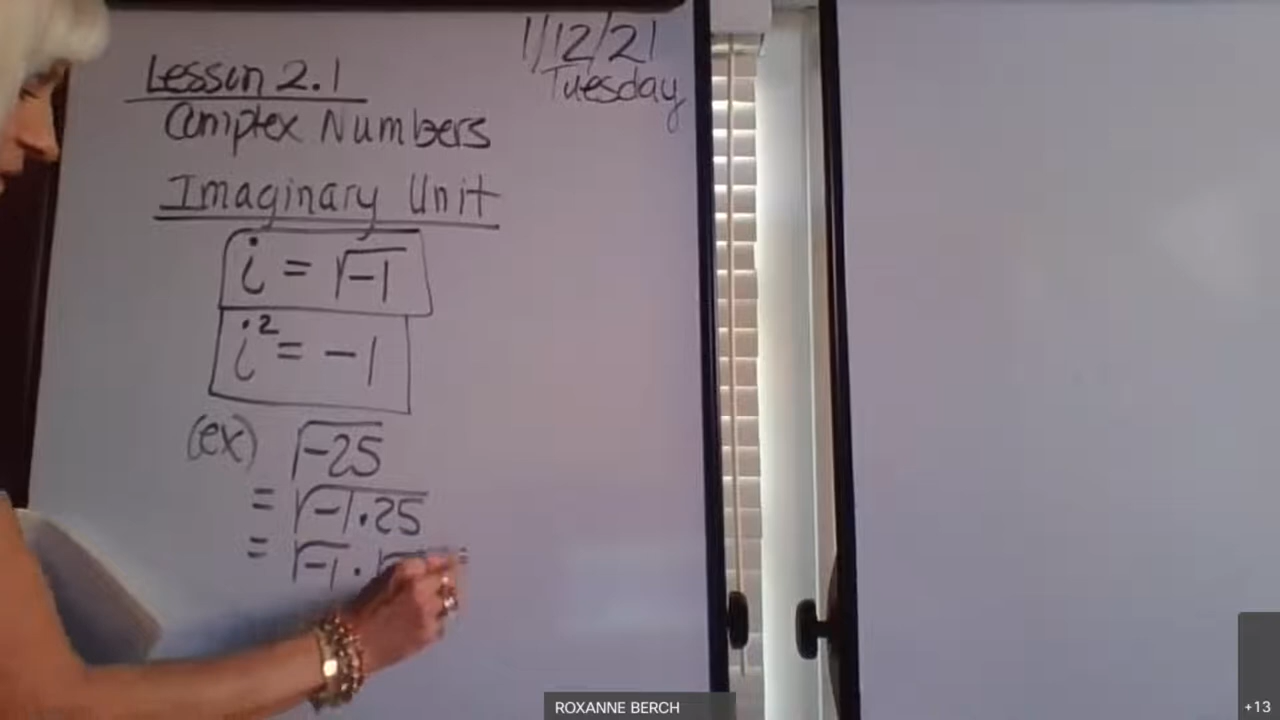 1/12/21
Tuesday
Lesson 2.1
Complex Numbers
Imaginary Unit
i = √-1
i² = -1
(ex) √-25
= √-1·25
= √-1 ·
=
ROXANNE BERCH
+13